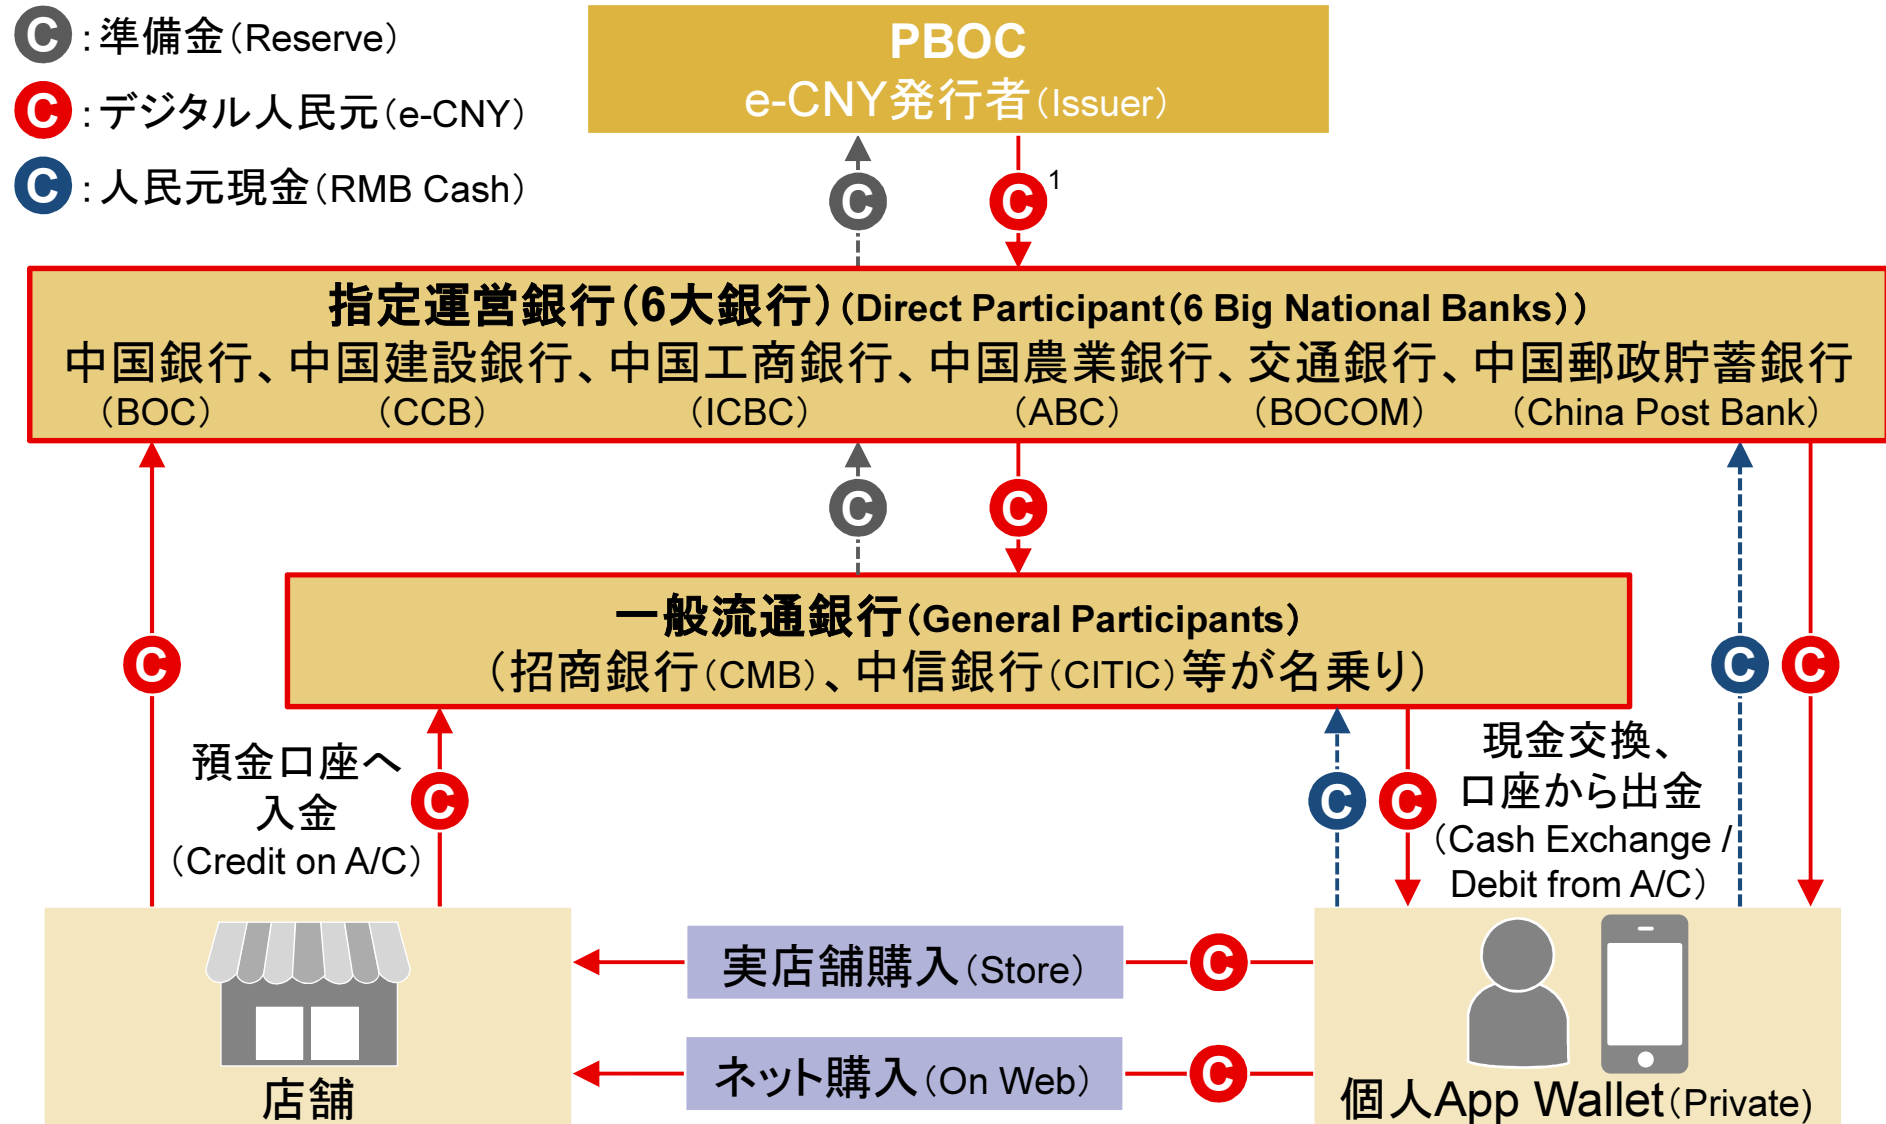 C：準備金（Reserve）
C：デジタル人民元（e-CNY）
C：人民元現金（RMB Cash）
PBOC
e-CNY発行者（Issuer）
C
C1
指定運営銀行（6大銀行）（Direct Participant（6 Big National Banks））
中国銀行、中国建設銀行、中国工商銀行、中国農業銀行、交通銀行、中国郵政貯蓄銀行
（BOC）（CCB）（ICBC）（ABC）（BOCOM）（China Post Bank）
C
C
一般流通銀行（General Participants）
（招商銀行（CMB）、中信銀行（CITIC）等が名乗り）
C
C
C
預金口座へ
入金
（Credit on A/C）
C
C
C
現金交換、
口座から出金
（Cash Exchange /
Debit from A/C）
実店舗購入（Store）
C
ネット購入（On Web）
C
店舗
個人App Wallet（Private)